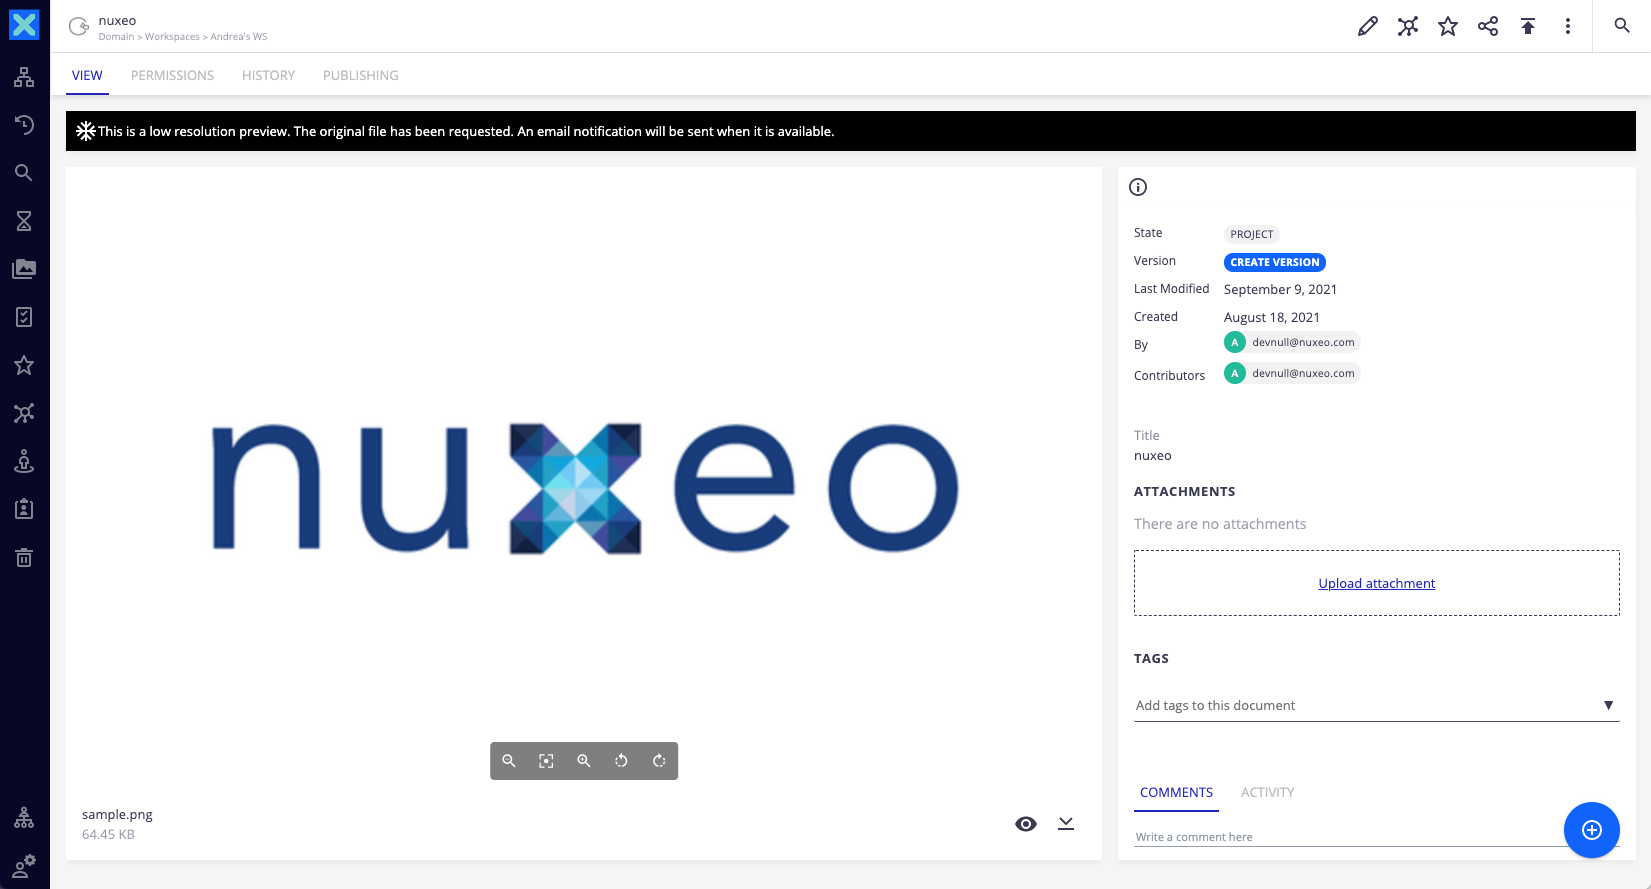 nuxeo
Domain > Workspaces > Andrea's WS
VIEW PERMISSIONS HISTORY PUBLISHING
This is a low resolution preview. The original file has been requested. An email notification will be sent when it is available.
nuxeo
sample.png
64.45 KB
State PROJECT
Version CREATE VERSION
Last Modified September 9, 2021
Created August 18, 2021
By A devnull@nuxeo.com
Contributors A devnull@nuxeo.com
Title
nuxeo
ATTACHMENTS
There are no attachments
Upload attachment
TAGS
Add tags to this document
COMMENTS ACTIVITY
Write a comment here